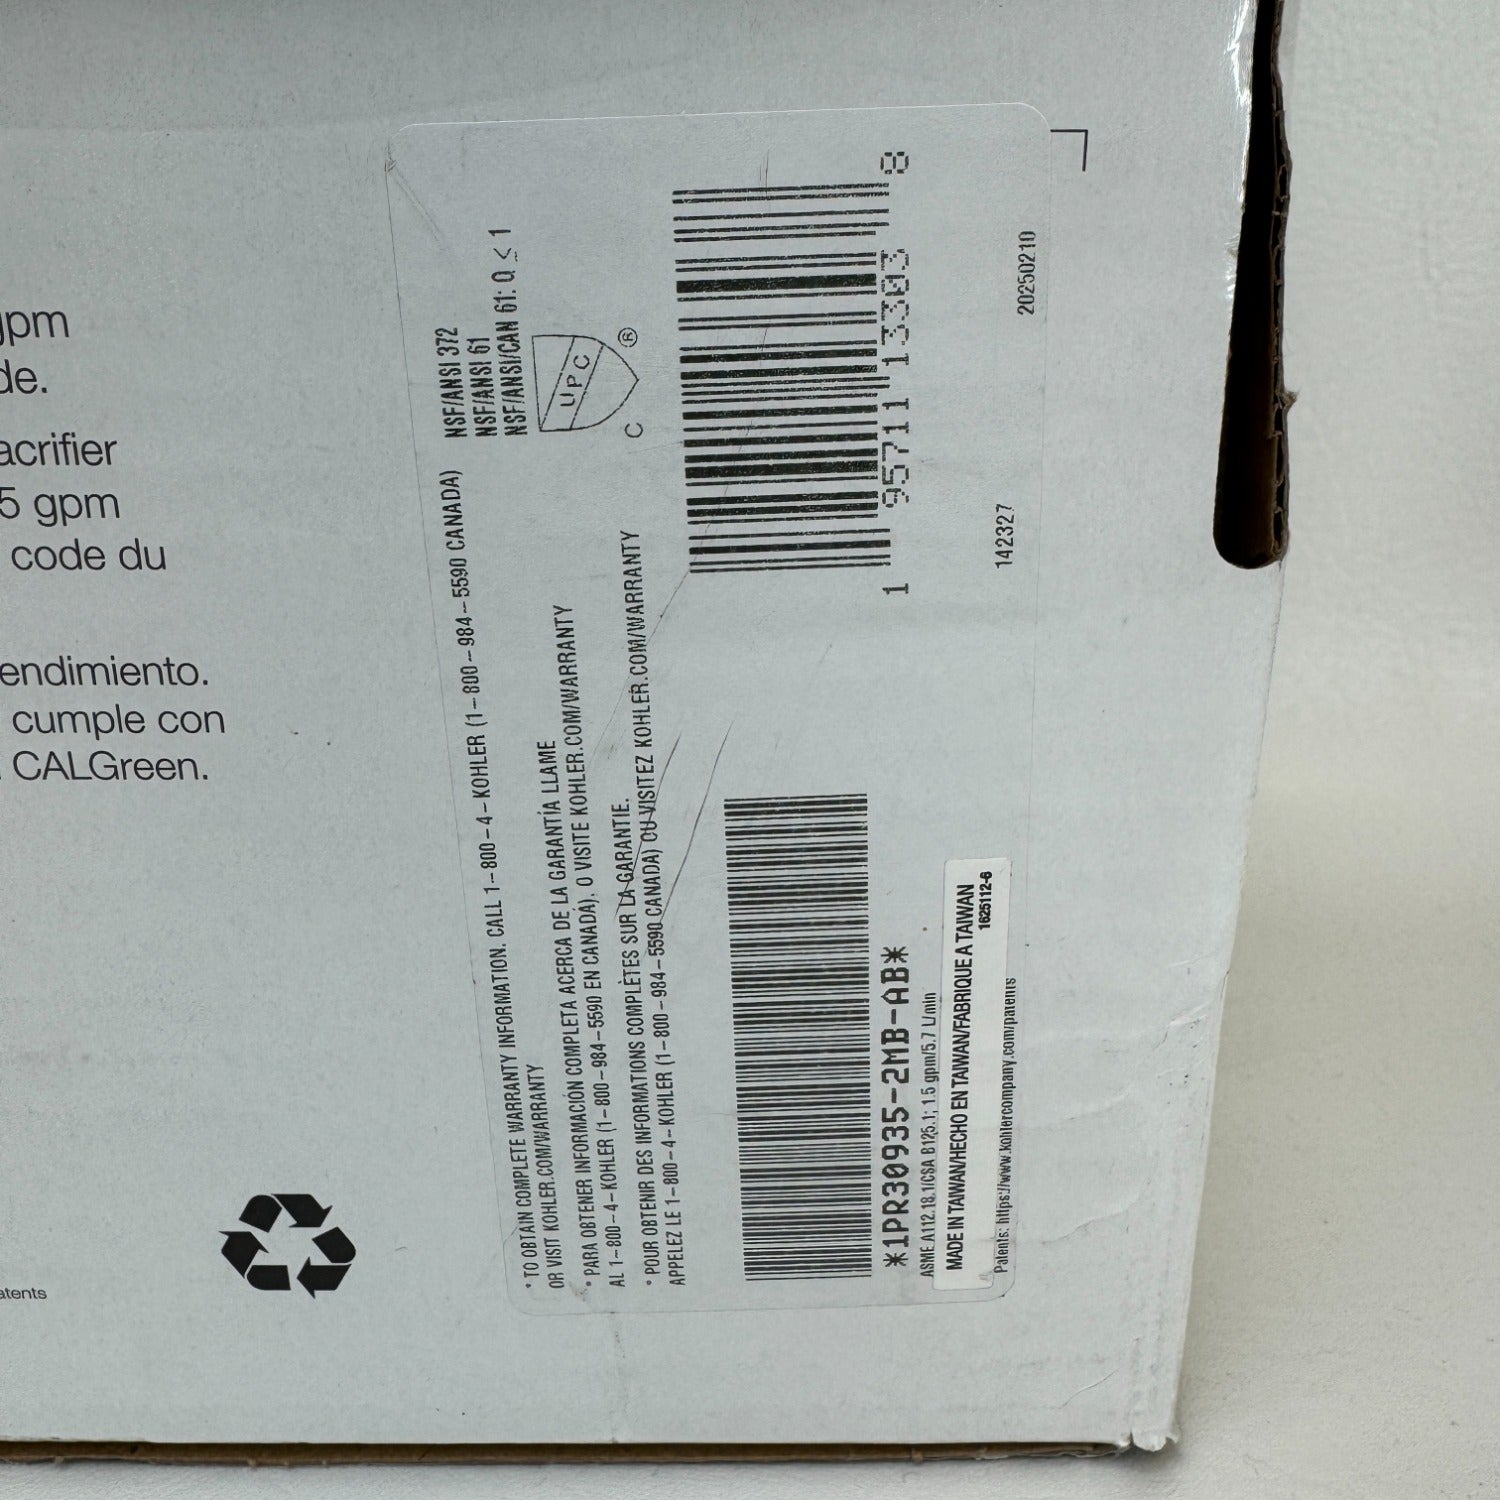 gpm
de.
acrifier
5 gpm
code du
endimiento.
cumple con
CALGreen.
atents
* TO OBTAIN COMPLETE WARRANTY INFORMATION. CALL 1-800-4-KOHLER (1-800-984-5590 CANADA)
OR VISIT KOHLER.COM/WARRANTY
* PARA OBTENER INFORMACIÓN COMPLETA ACERCA DE LA GARANTÍA LLAME
AL 1-800-4-KOHLER (1-800-984-5590 EN CANADA). O VISITE KOHLER.COM/WARRANTY
* POUR OBTENIR DES INFORMATIONS COMPLÈTES SUR LA GARANTIE.
APPELEZ LE 1-800-4-KOHLER (1-800-984-5590 CANADA) OU VISITEZ KOHLER.COM/WARRANTY
NSF/ANSI 372
NSF/ANSI 61
NSF/ANSI/CAN 61: Q ≤ 1
UPC
C ®
1 95711 13303 8
*1PR30935-2MB-AB*
ASME A112.18.1/CSA B125.1; 1.5 gpm/5.7 L/min
MADE IN TAIWAN/HECHO EN TAIWAN/FABRIQUE A TAIWAN
1625112-6
Patents: https://www.kohlercompany.com/patents
142327
20250210